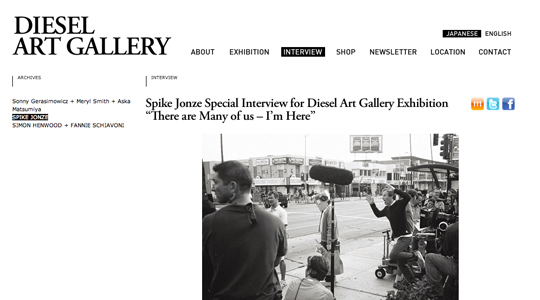 DIESEL
ART GALLERY
JAPANESE ENGLISH
ABOUT EXHIBITION INTERVIEW SHOP NEWSLETTER LOCATION CONTACT
ARCHIVES
INTERVIEW
Sonny Gerasimowicz + Meryl Smith + Aska
Matsumiya
SPIKE JONZE
SIMON HENWOOD + FANNIE SCHIAVONI
Spike Jonze Special Interview for Diesel Art Gallery Exhibition
“There are Many of us – I'm Here”